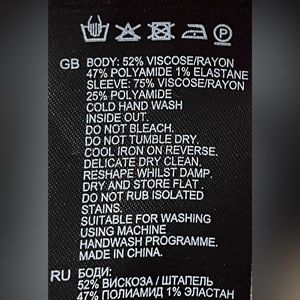 GB BODY: 52% VISCOSE/RAYON
47% POLYAMIDE 1% ELASTANE
SLEEVE: 75% VISCOSE/RAYON
25% POLYAMIDE
COLD HAND WASH
INSIDE OUT.
DO NOT BLEACH.
DO NOT TUMBLE DRY.
COOL IRON ON REVERSE.
DELICATE DRY CLEAN.
RESHAPE WHILST DAMP.
DRY AND STORE FLAT.
DO NOT RUB ISOLATED
STAINS.
SUITABLE FOR WASHING
USING MACHINE
HANDWASH PROGRAMME.
MADE IN CHINA.
RU БОДИ:
52% ВИСКОЗА / ШТАПЕЛЬ
47% ПОЛИАМИД 1% ЭЛАСТАН